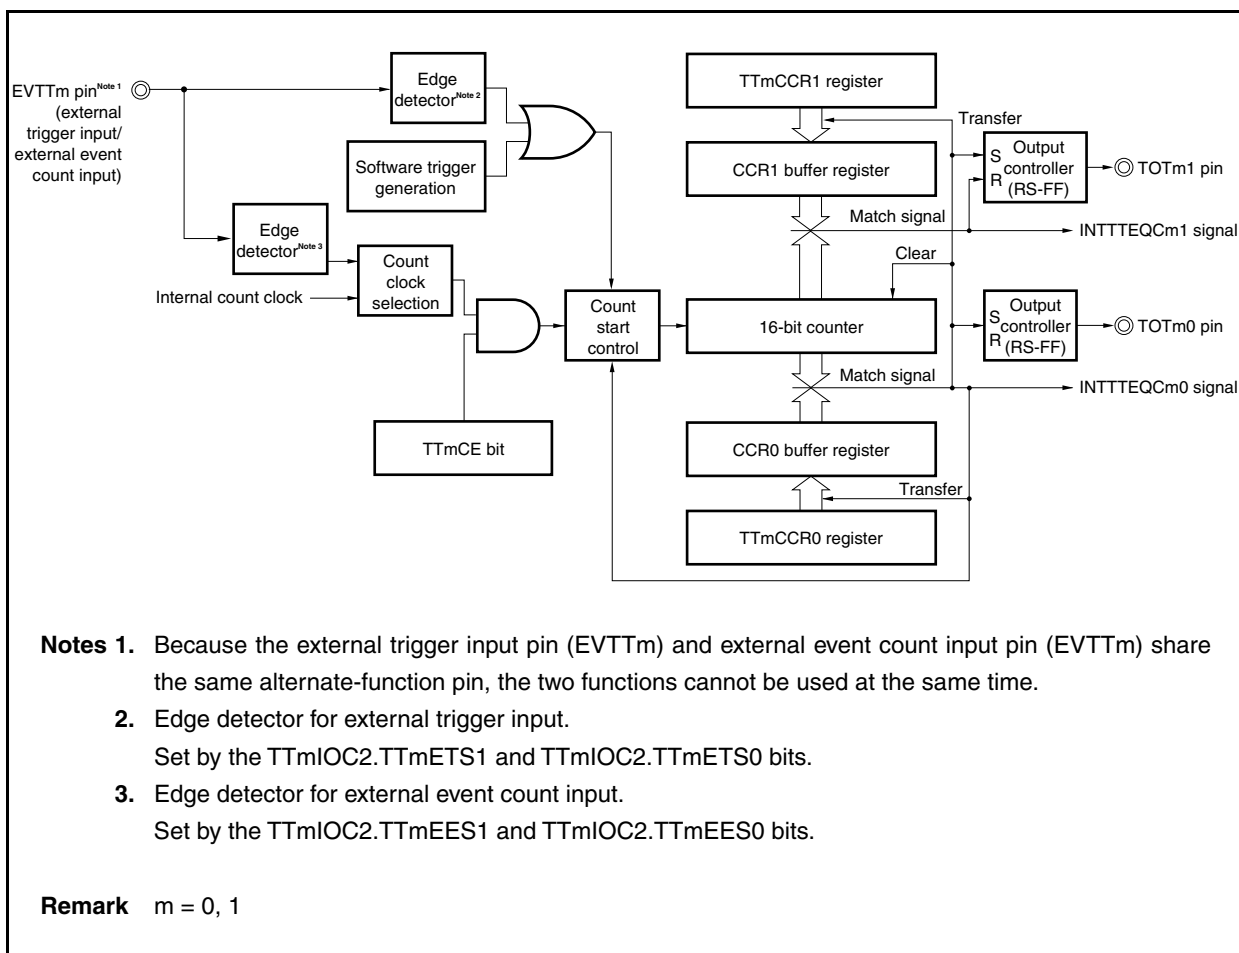 EVTTm pin Note 1
(external
trigger input/
external event
count input)
Edge
detector Note 2
Software trigger
generation
Edge
detector Note 3
Internal count clock
Count
clock
selection
TTmCE bit
Count
start
control
TTmCCR1 register
Transfer
CCR1 buffer register
Match signal
Clear
16-bit counter
Match signal
CCR0 buffer register
Transfer
TTmCCR0 register
S
R
Output
controller
(RS-FF)
TOTm1 pin
INTTTEQCm1 signal
S
R
Output
controller
(RS-FF)
TOTm0 pin
INTTTEQCm0 signal
Notes 1. Because the external trigger input pin (EVTTm) and external event count input pin (EVTTm) share
the same alternate-function pin, the two functions cannot be used at the same time.
2. Edge detector for external trigger input.
Set by the TTmIOC2.TTmETS1 and TTmIOC2.TTmETS0 bits.
3. Edge detector for external event count input.
Set by the TTmIOC2.TTmEES1 and TTmIOC2.TTmEES0 bits.
Remark m = 0, 1